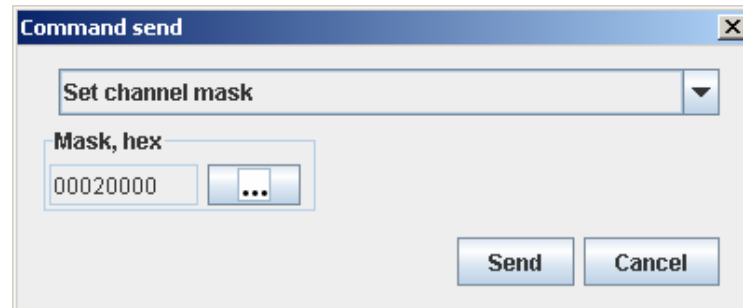 Command send
Set channel mask
Mask, hex
00020000
...
Send Cancel